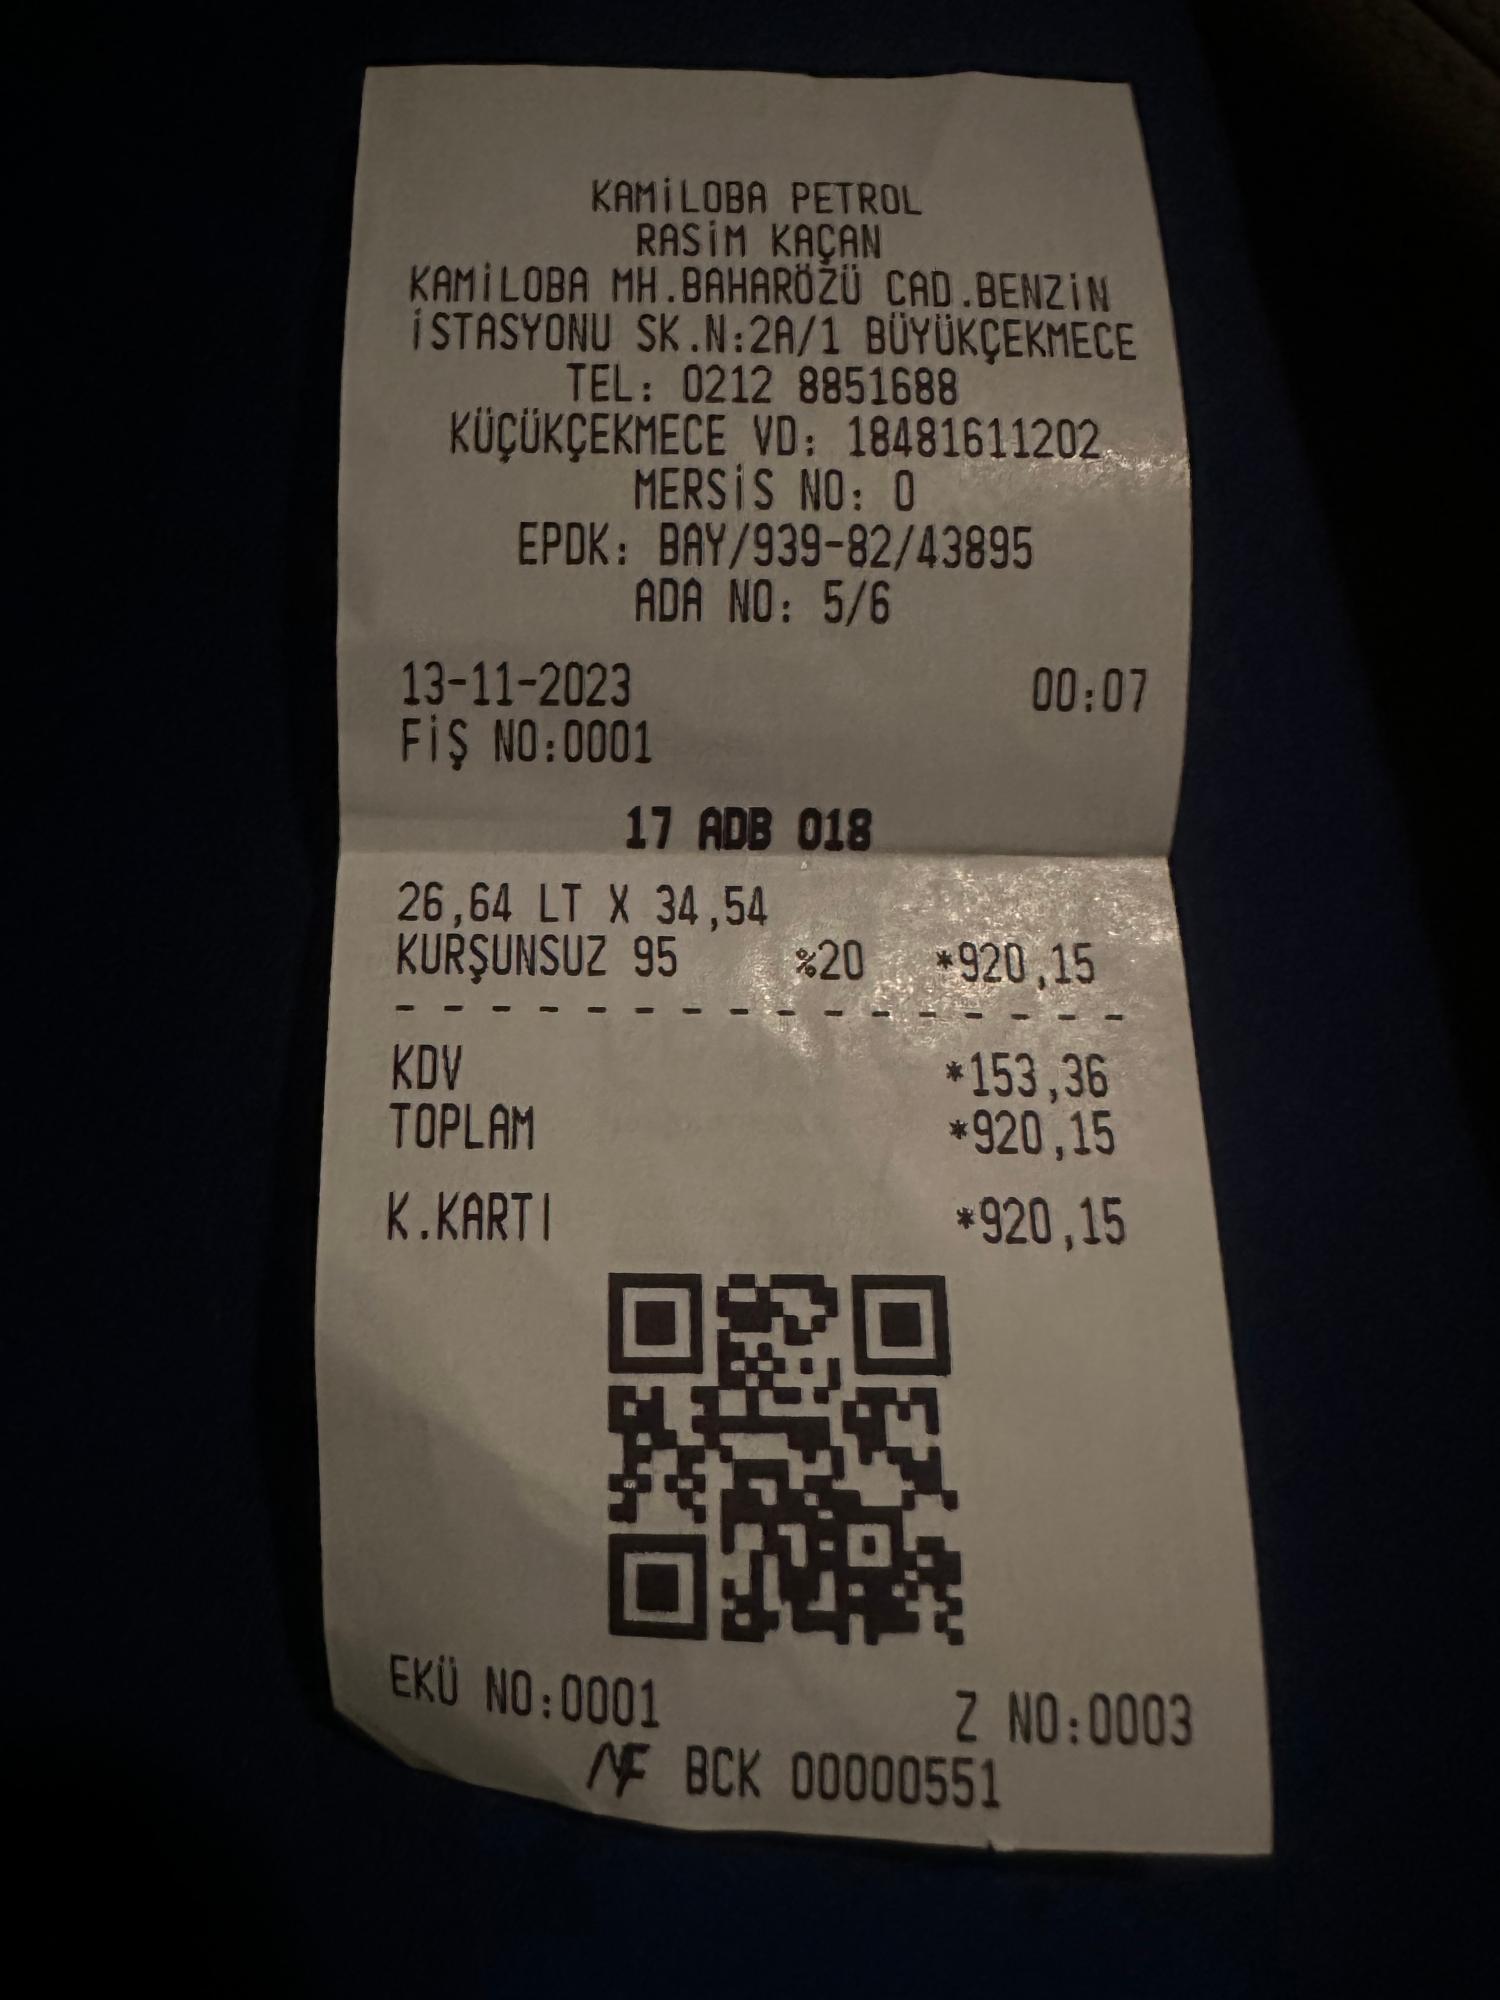 KAMİLOBA PETROL
RASİM KAÇAN
KAMİLOBA MH.BAHARÖZÜ CAD.BENZİN
İSTASYONU SK.N:2A/1 BÜYÜKÇEKMECE
TEL: 0212 8851688
KÜÇÜKÇEKMECE VD: 18481611202
MERSİS NO: 0
EPDK: BAY/939-82/43895
ADA NO: 5/6
13-11-2023 00:07
FİŞ NO:0001
17 ADB 018
26,64 LT X 34,54
KURŞUNSUZ 95 %20 *920,15
KDV *153,36
TOPLAM *920,15
K.KARTI *920,15
EKÜ NO:0001 Z NO:0003
MF BCK 00000551